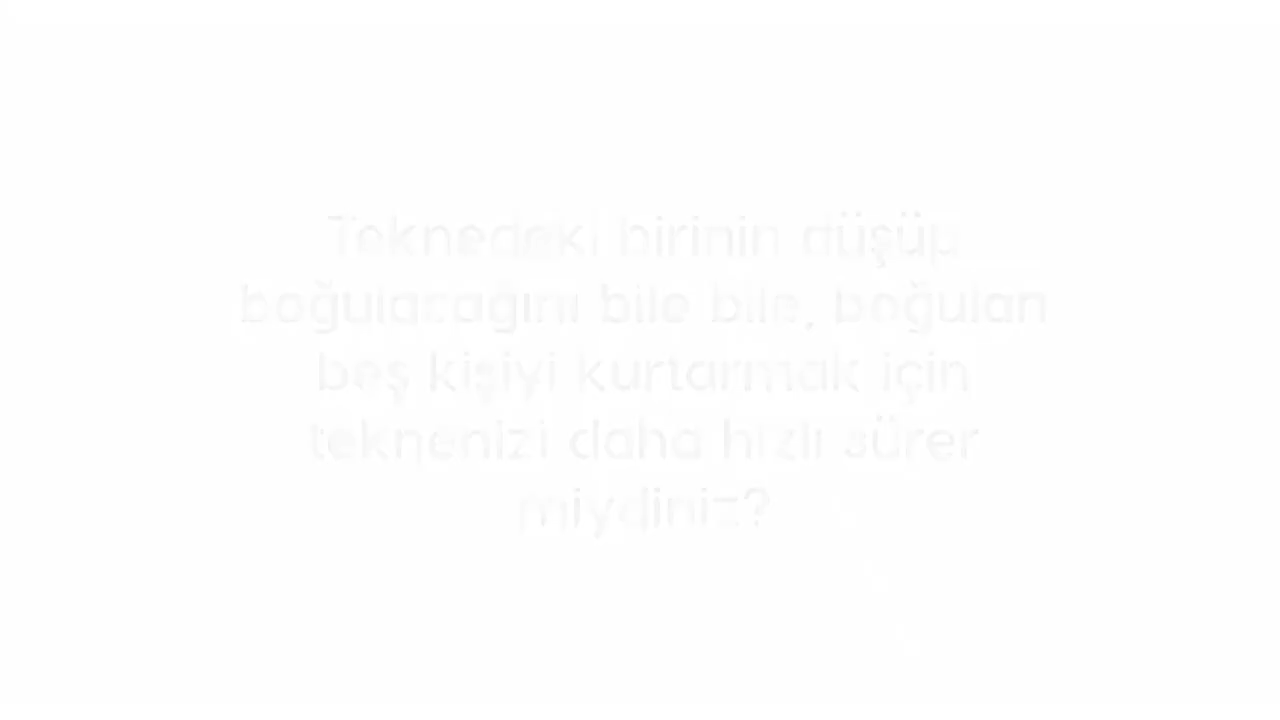 Teknedeki birinin düşüp
boğulacağını bile bile, boğulan
beş kişiyi kurtarmak için
teknenizi daha hızlı sürer
miydiniz?